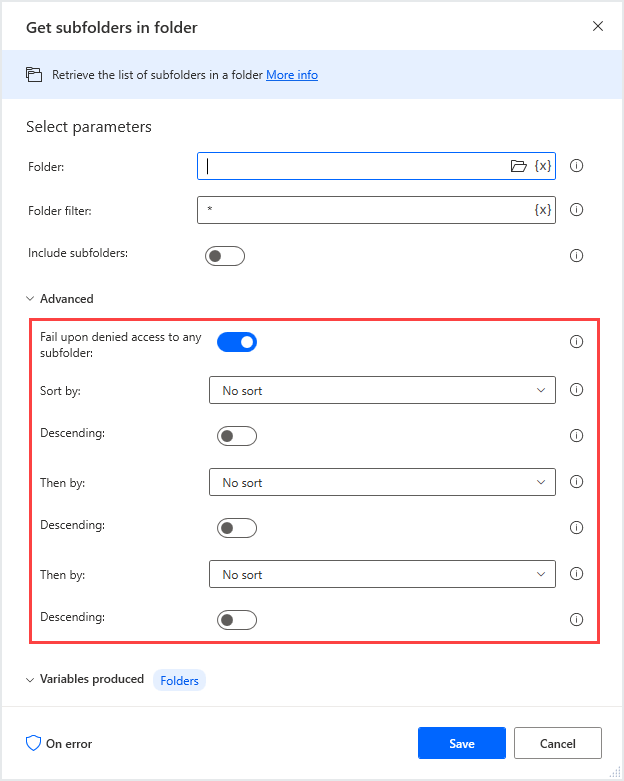 Get subfolders in folder
Retrieve the list of subfolders in a folder More info
Select parameters
Folder: {x}
Folder filter: * {x}
Include subfolders:
Advanced
Fail upon denied access to any
subfolder:
Sort by: No sort
Descending:
Then by: No sort
Descending:
Then by: No sort
Descending:
Variables produced Folders
On error Save Cancel